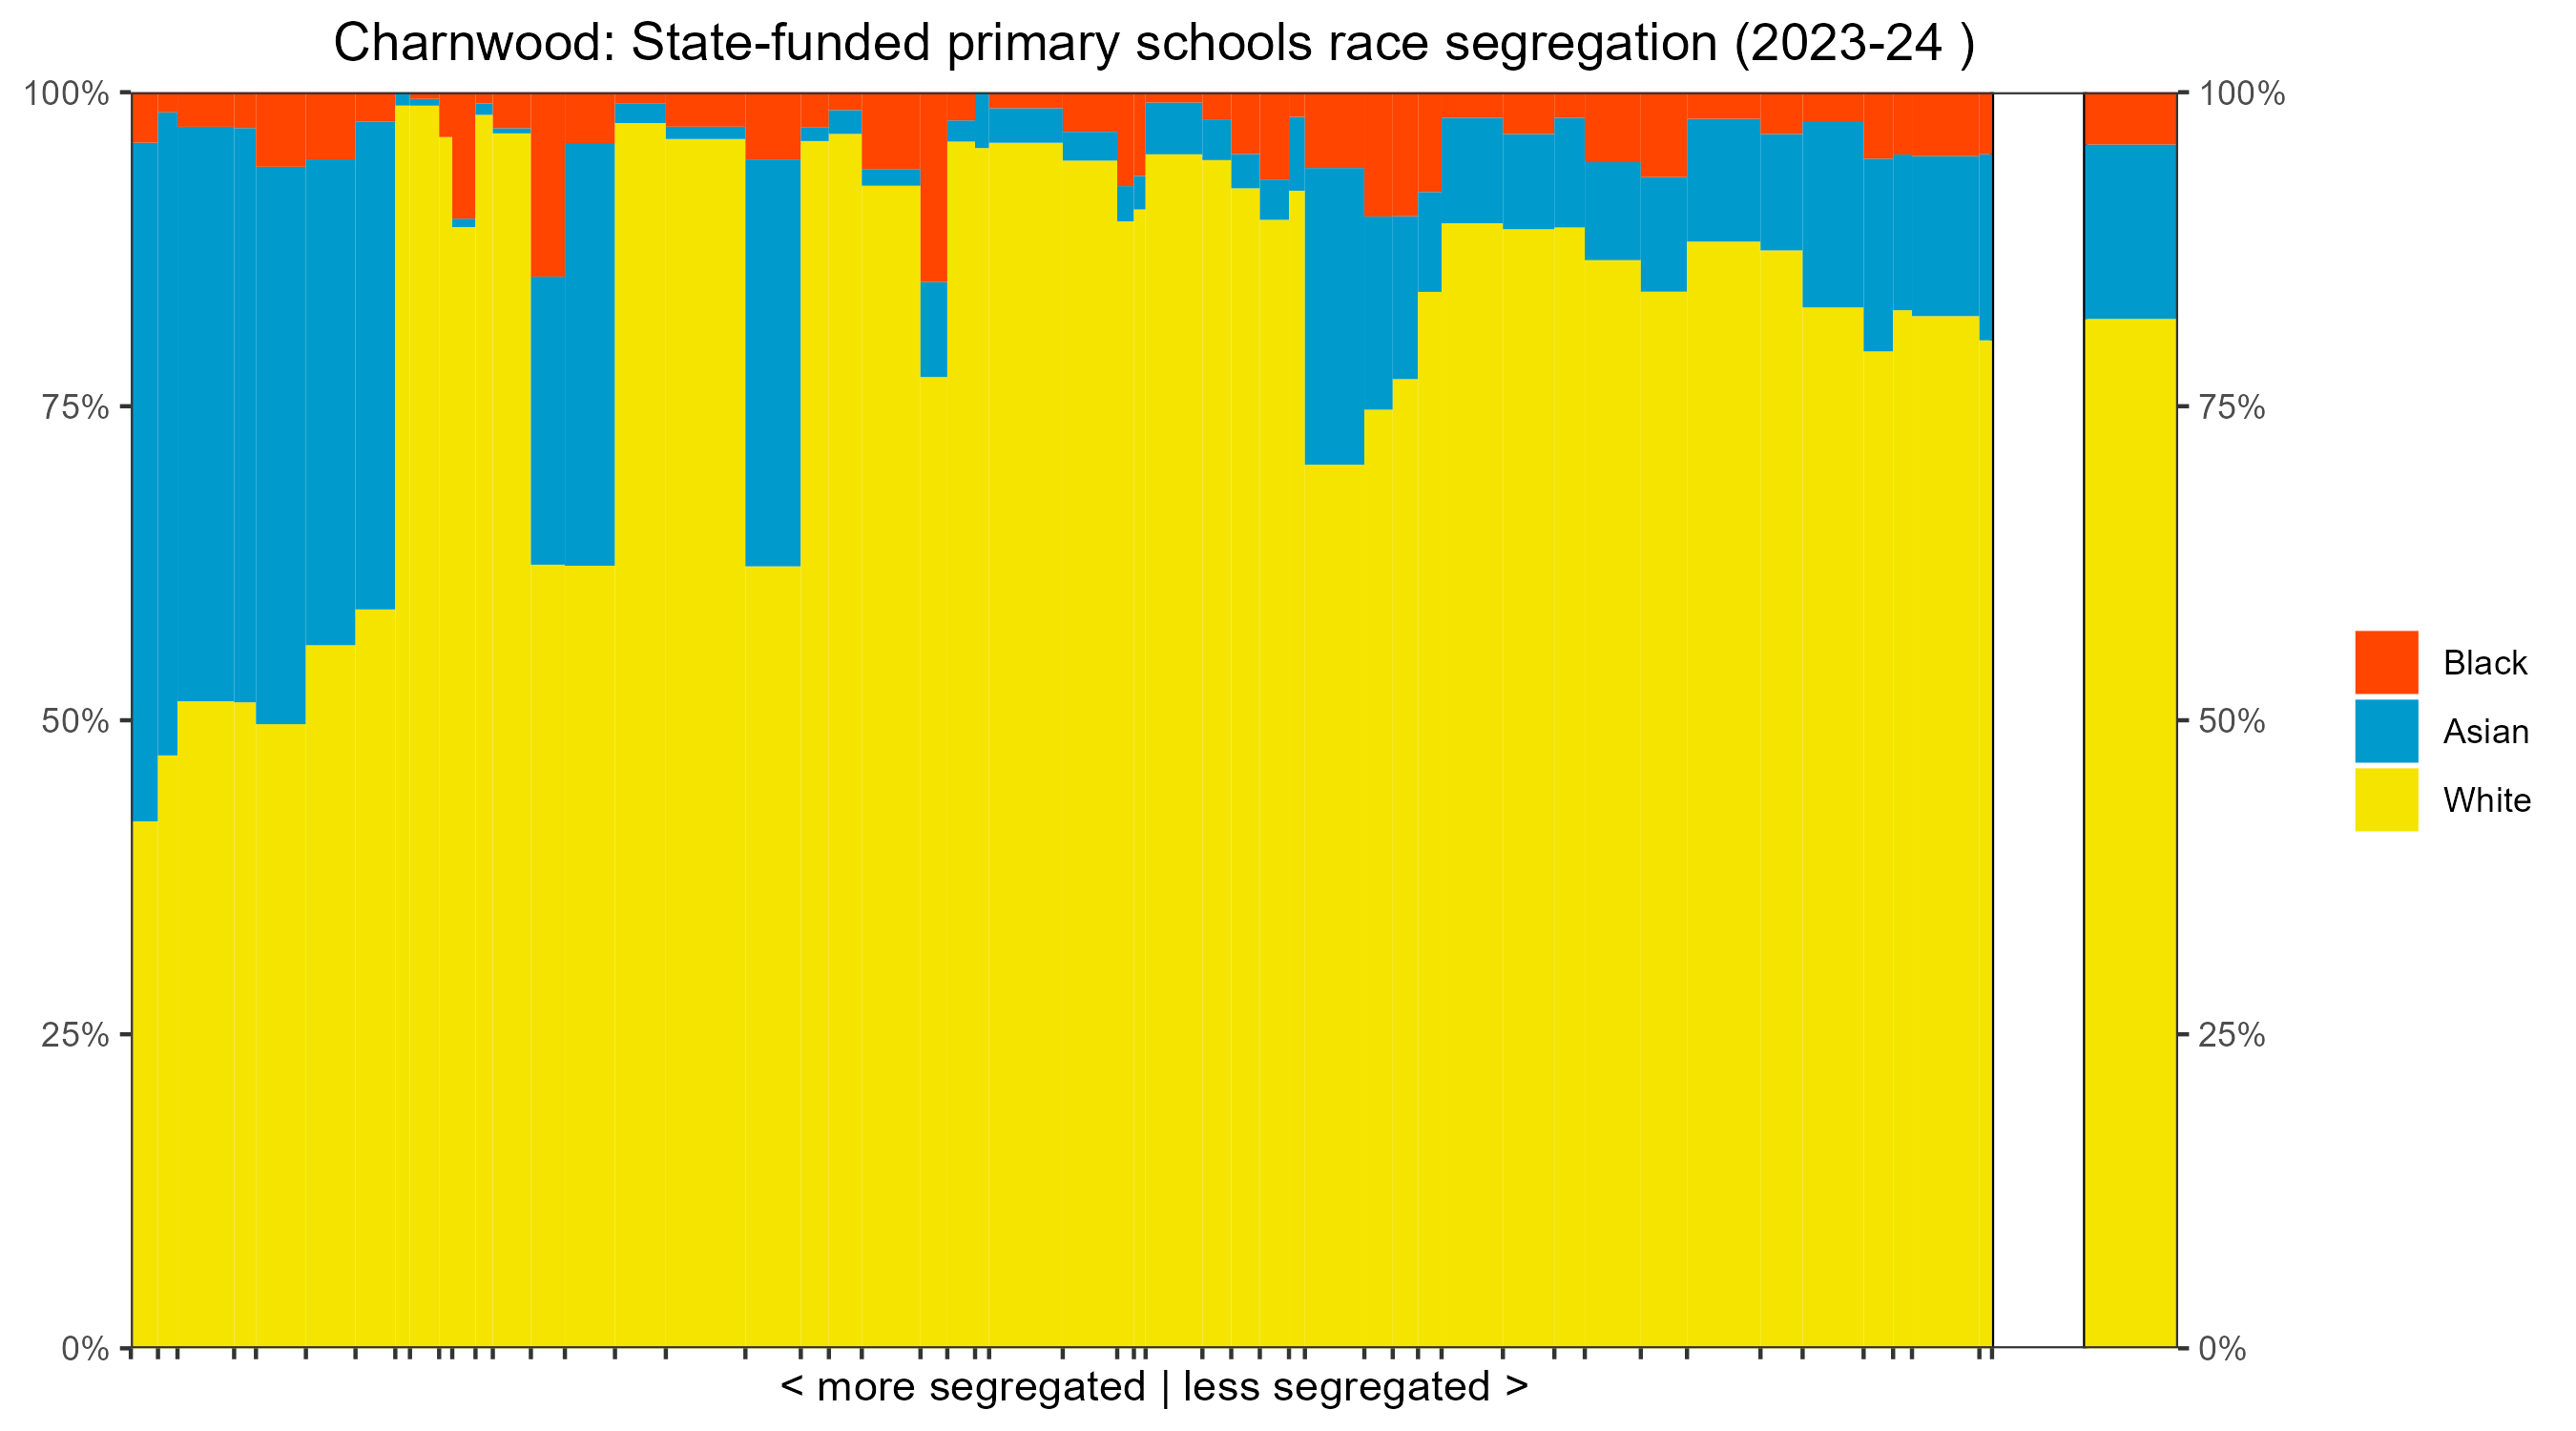 Charnwood: State-funded primary schools race segregation (2023-24 )
100%
75%
50%
25%
0%
100%
75%
50%
25%
0%
Black
Asian
White
< more segregated | less segregated >